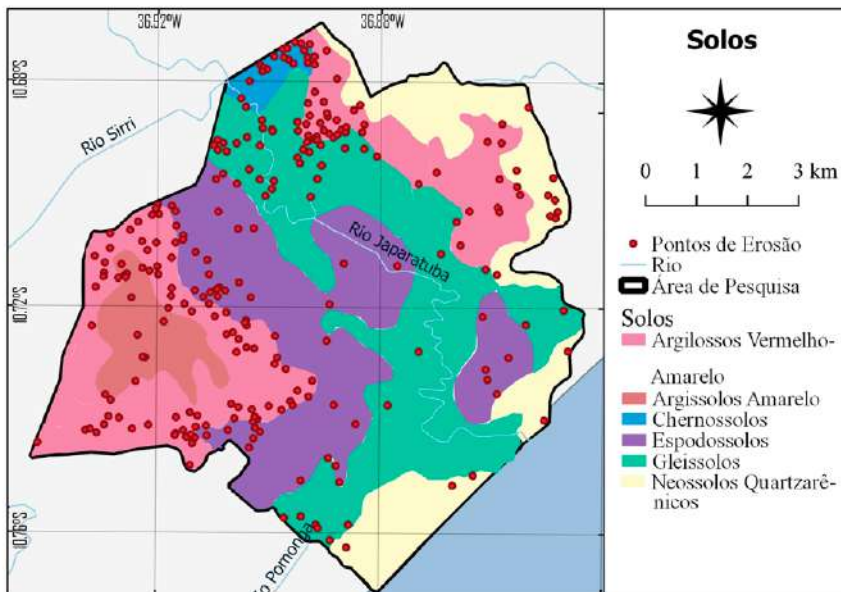 36.92°W
36.88°W
10.68°S
10.72°S
10.76°S
Rio Sirri
Rio Japaratuba
Pomonga
Solos
0 1 2 3 km
Pontos de Erosão
Rio
Área de Pesquisa
Solos
Argilossos Vermelho-
Amarelo
Argissolos Amarelo
Chernossolos
Espodossolos
Gleissolos
Neossolos Quartzarê-
nicos